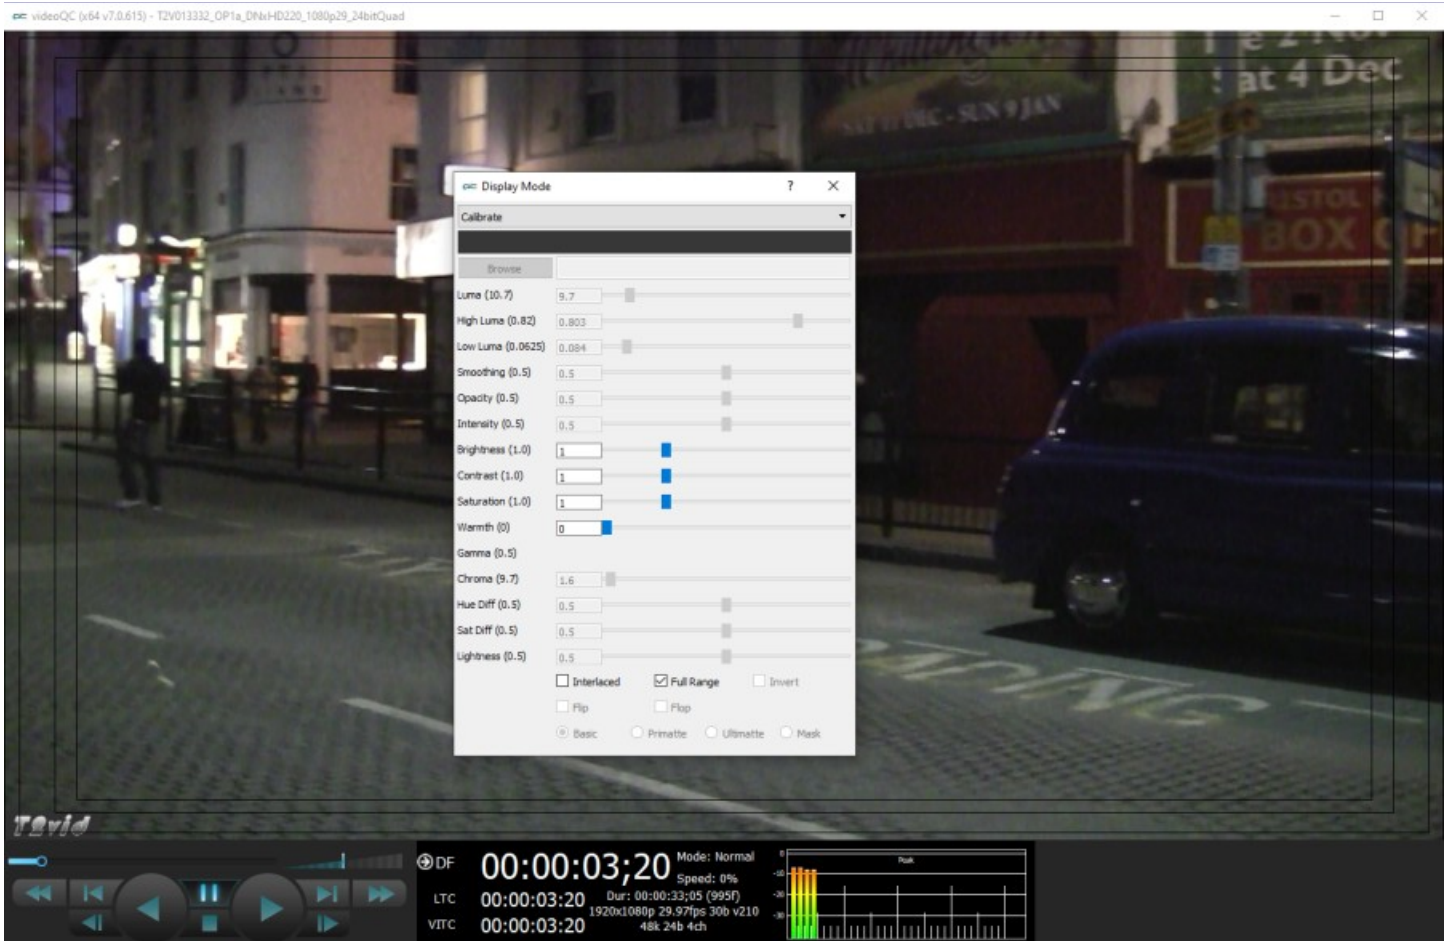 videoQC (x64 v7.0.615) - T2V013332_OP1a_DNxHD220_1080p29_24bitQuad
Sat 4 Dec
DEC - SUN 9 JAN
BOX
Display Mode
?
Calibrate
Browse
Luma (10.7) 9.7
High Luma (0.82) 0.803
Low Luma (0.0625) 0.084
Smoothing (0.5) 0.5
Opacity (0.5) 0.5
Intensity (0.5) 0.5
Brightness (1.0) 1
Contrast (1.0) 1
Saturation (1.0) 1
Warmth (0) 0
Gamma (0.5)
Chroma (9.7) 1.6
Hue Diff (0.5) 0.5
Sat Diff (0.5) 0.5
Lightness (0.5) 0.5
Interlaced Full Range Invert
Flip Flop
Basic Primatte Ultimatte Mask
T2vid
DF 00:00:03;20 Mode: Normal
Speed: 0%
LTC 00:00:03:20 Dur: 00:00:33;05 (995f)
1920x1080p 29.97fps 30b v210
VITC 00:00:03:20 48k 24b 4ch
Peak
0
-10
-20
-30